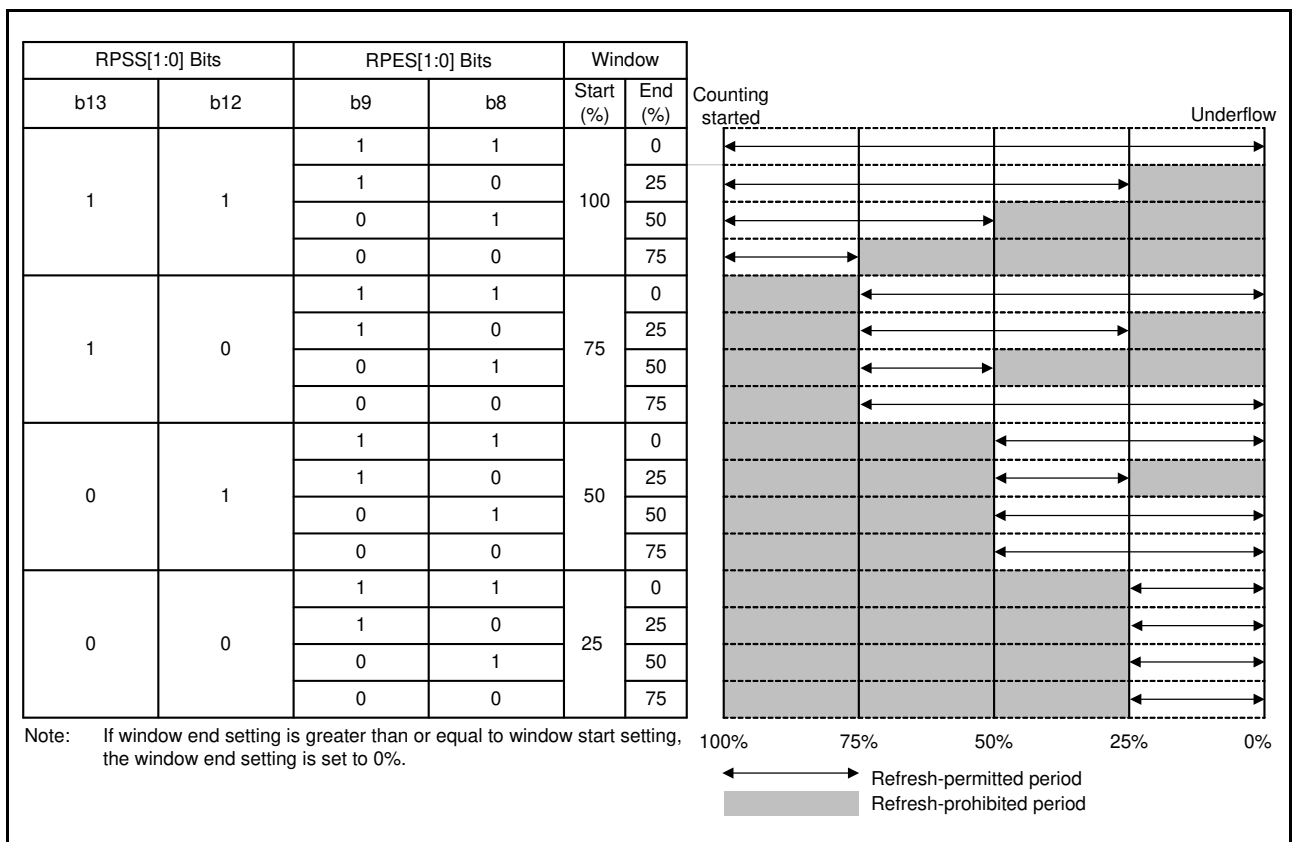 RPSS[1:0] Bits RPES[1:0] Bits Window
b13 b12 b9 b8 Start (%) End (%) Counting started Underflow
1 1 1 1 100 0
1 0 25
0 1 50
0 0 75
1 0 1 1 75 0
1 0 25
0 1 50
0 0 75
0 1 1 1 50 0
1 0 25
0 1 50
0 0 75
0 0 1 1 25 0
1 0 25
0 1 50
0 0 75
Note: If window end setting is greater than or equal to window start setting,
the window end setting is set to 0%.
100% 75% 50% 25% 0%
Refresh-permitted period
Refresh-prohibited period